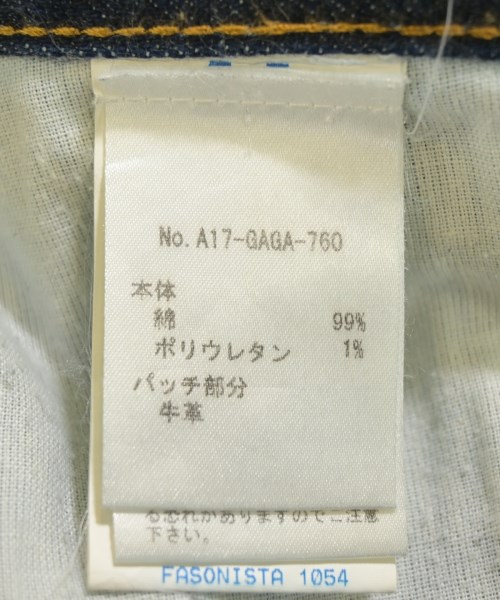 No. A17-GAGA-760
本体
綿 99%
ポリウレタン 1%
パッチ部分
牛革
る恐れがありますのでご注意
下さい。
FASONISTA 1054